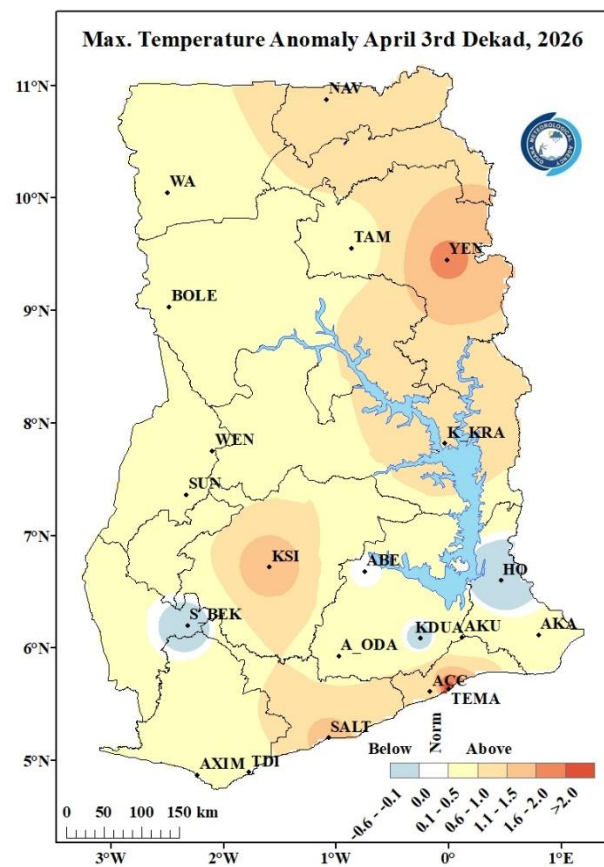 Max. Temperature Anomaly April 3rd Dekad, 2026
11°N
NAV
GHANA METEOROLOGICAL AGENCY
WA
10°N
TAM
YEN
BOLE
9°N
8°N
K_KRA
WEN
SUN
7°N
KSI
ABE
HO
S_BEK
6°N
KDUA
AKU
AKA
A_ODA
ACC
TEMA
SALT
Below
Norm
Above
5°N
AXIM
TDI
-0.6 - -0.1
0.0
0.1 - 0.5
0.6 - 1.0
1.1 - 1.5
1.6 - 2.0
>2.0
0 50 100 150 km
3°W
2°W
1°W
0°
1°E